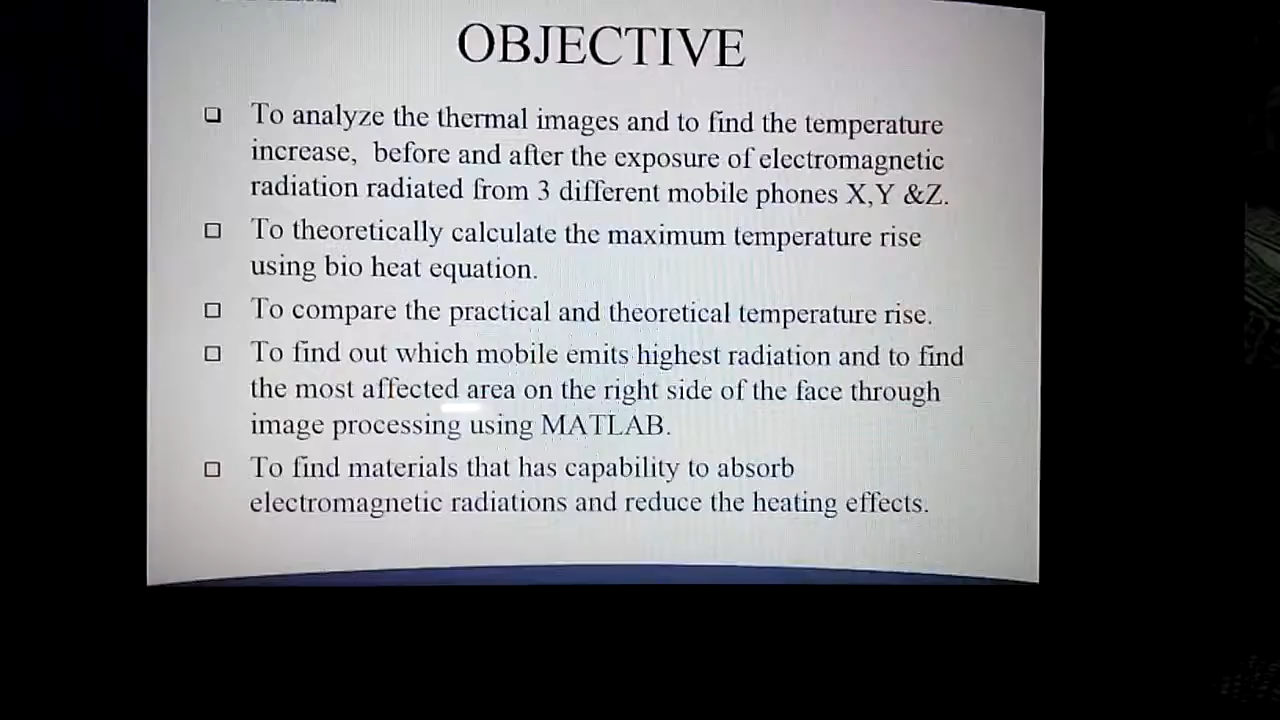 OBJECTIVE
To analyze the thermal images and to find the temperature
increase, before and after the exposure of electromagnetic
radiation radiated from 3 different mobile phones X,Y &Z.
To theoretically calculate the maximum temperature rise
using bio heat equation.
To compare the practical and theoretical temperature rise.
To find out which mobile emits highest radiation and to find
the most affected area on the right side of the face through
image processing using MATLAB.
To find materials that has capability to absorb
electromagnetic radiations and reduce the heating effects.